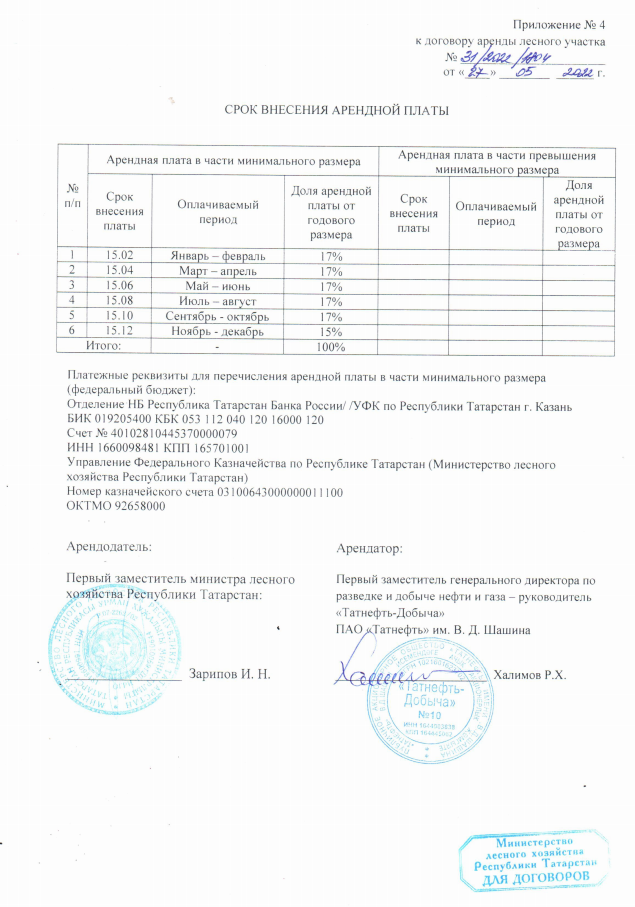 Приложение № 4
к договору аренды лесного участка
№ 31/2022/1804
от « 27 » 05 2022 г.
СРОК ВНЕСЕНИЯ АРЕНДНОЙ ПЛАТЫ
№ п/п
Арендная плата в части минимального размера
Арендная плата в части превышения минимального размера
Срок внесения платы
Оплачиваемый период
Доля арендной платы от годового размера
Срок внесения платы
Оплачиваемый период
Доля арендной платы от годового размера
1 15.02 Январь – февраль 17%
2 15.04 Март – апрель 17%
3 15.06 Май – июнь 17%
4 15.08 Июль – август 17%
5 15.10 Сентябрь - октябрь 17%
6 15.12 Ноябрь - декабрь 15%
Итого: - 100%
Платежные реквизиты для перечисления арендной платы в части минимального размера
(федеральный бюджет):
Отделение НБ Республика Татарстан Банка России/ /УФК по Республики Татарстан г. Казань
БИК 019205400 КБК 053 112 040 120 16000 120
Счет № 40102810445370000079
ИНН 1660098481 КПП 165701001
Управление Федерального Казначейства по Республике Татарстан (Министерство лесного
хозяйства Республики Татарстан)
Номер казначейского счета 03100643000000011100
ОКТМО 92658000
Арендодатель:
Первый заместитель министра лесного
хозяйства Республики Татарстан:
Зарипов И. Н.
Арендатор:
Первый заместитель генерального директора по
разведке и добыче нефти и газа – руководитель
«Татнефть-Добыча»
ПАО «Татнефть» им. В. Д. Шашина
Халимов Р.Х.
«Татнефть-
Добыча»
№10
Министерство
лесного хозяйства
Республики Татарстан
ДЛЯ ДОГОВОРОВ